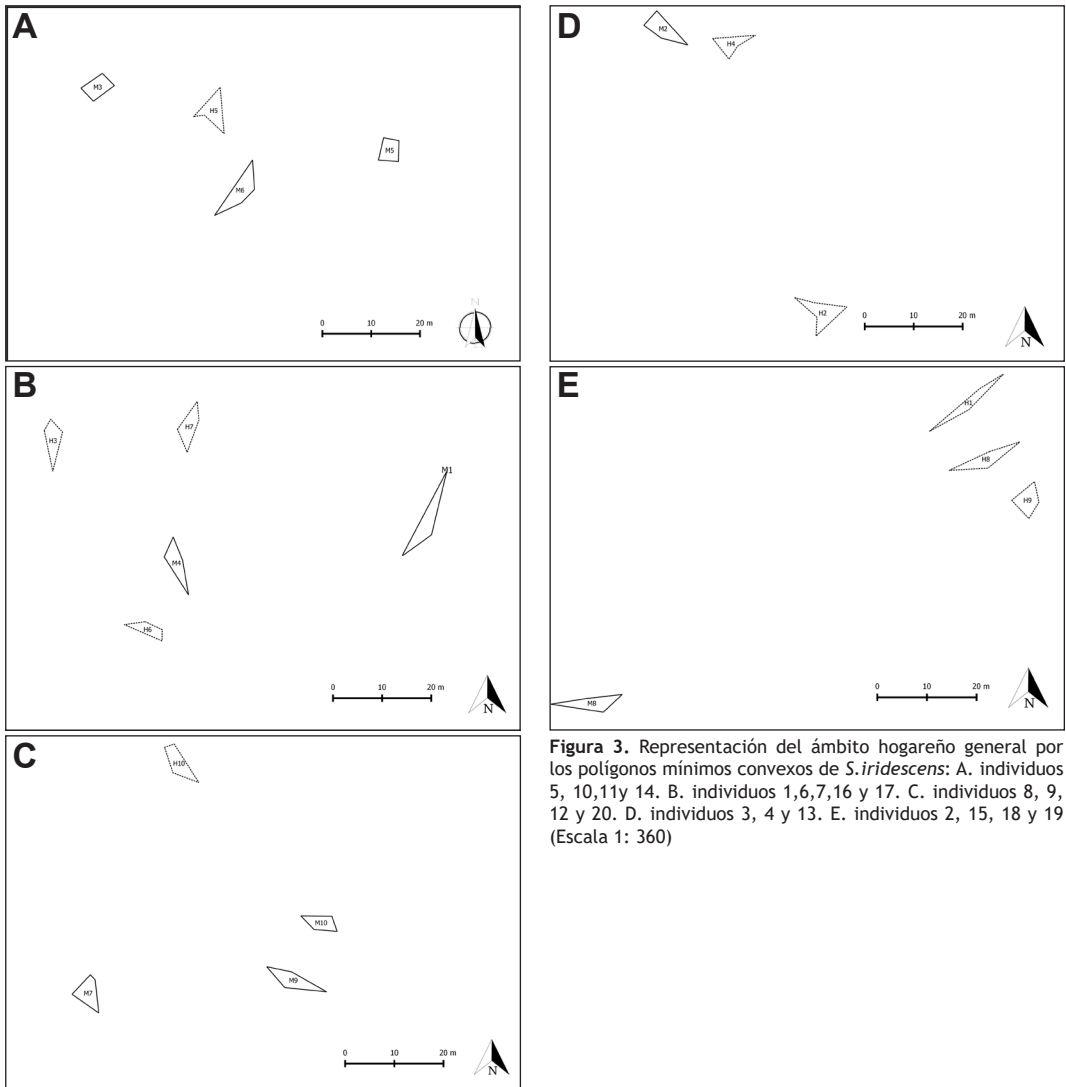 A
M3
H5
M5
M6
N
0 10 20 m
B
H3
H7
M1
M4
H6
0 10 20 m
N
C
H10
M10
M9
M7
0 10 20 m
N
D
M2
H4
H2
0 10 20 m
N
E
H1
H8
H9
M8
0 10 20 m
N
Figura 3. Representación del ámbito hogareño general por
los polígonos mínimos convexos de S.iridescens: A. individuos
5, 10,11y 14. B. individuos 1,6,7,16 y 17. C. individuos 8, 9,
12 y 20. D. individuos 3, 4 y 13. E. individuos 2, 15, 18 y 19
(Escala 1: 360)